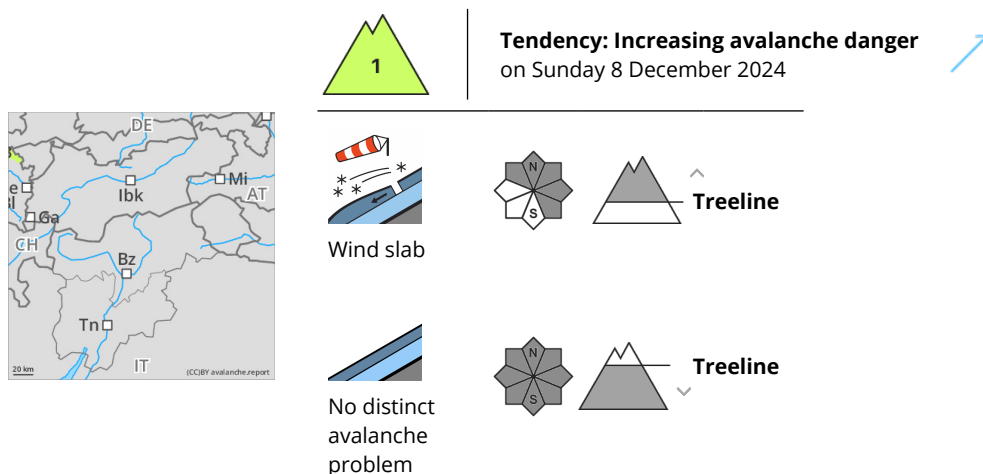 1
Tendency: Increasing avalanche danger
on Sunday 8 December 2024
DE
Ibk
Mi
AT
e
Ga
CH
Bz
Tn
IT
20 km
(CC)BY avalanche.report
N
S
Treeline
Wind slab
N
S
Treeline
No distinct
avalanche
problem